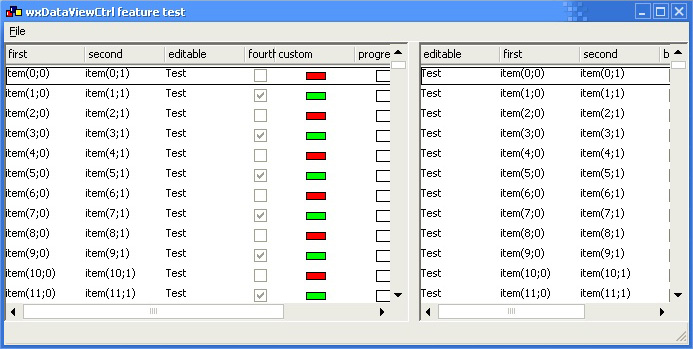 wxDataViewCtrl feature test
File
first second editable fourth custom progre
item(0;0) item(0;1) Test
item(1;0) item(1;1) Test
item(2;0) item(2;1) Test
item(3;0) item(3;1) Test
item(4;0) item(4;1) Test
item(5;0) item(5;1) Test
item(6;0) item(6;1) Test
item(7;0) item(7;1) Test
item(8;0) item(8;1) Test
item(9;0) item(9;1) Test
item(10;0) item(10;1) Test
item(11;0) item(11;1) Test
editable first second b
Test item(0;0) item(0;1)
Test item(1;0) item(1;1)
Test item(2;0) item(2;1)
Test item(3;0) item(3;1)
Test item(4;0) item(4;1)
Test item(5;0) item(5;1)
Test item(6;0) item(6;1)
Test item(7;0) item(7;1)
Test item(8;0) item(8;1)
Test item(9;0) item(9;1)
Test item(10;0) item(10;1)
Test item(11;0) item(11;1)